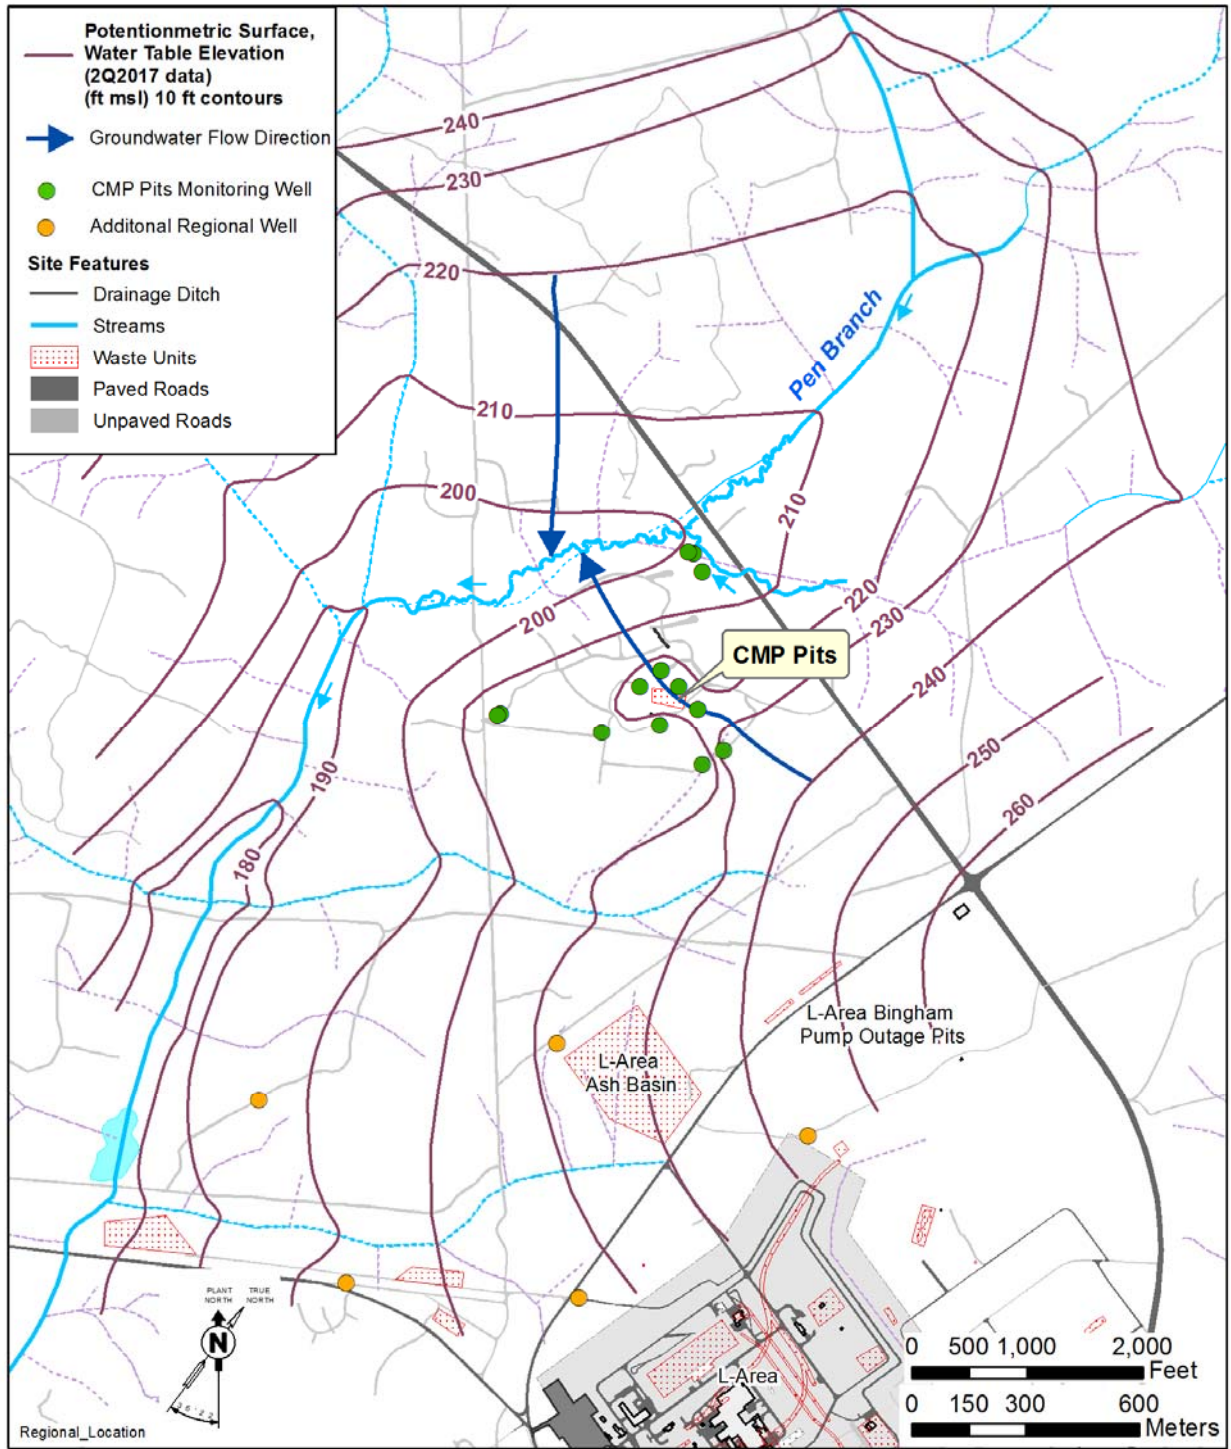 Potentionmetric Surface,
Water Table Elevation
(2Q2017 data)
(ft msl) 10 ft contours
Groundwater Flow Direction
CMP Pits Monitoring Well
Additonal Regional Well
Site Features
Drainage Ditch
Streams
Waste Units
Paved Roads
Unpaved Roads
240
230
220
Pen Branch
210
200
210
220
200
230
CMP Pits
240
250
190
260
180
L-Area Bingham
Pump Outage Pits
L-Area
Ash Basin
PLANT
NORTH
TRUE
NORTH
N
L-Area
0 500 1,000 2,000
Feet
0 150 300 600
Meters
Regional_Location